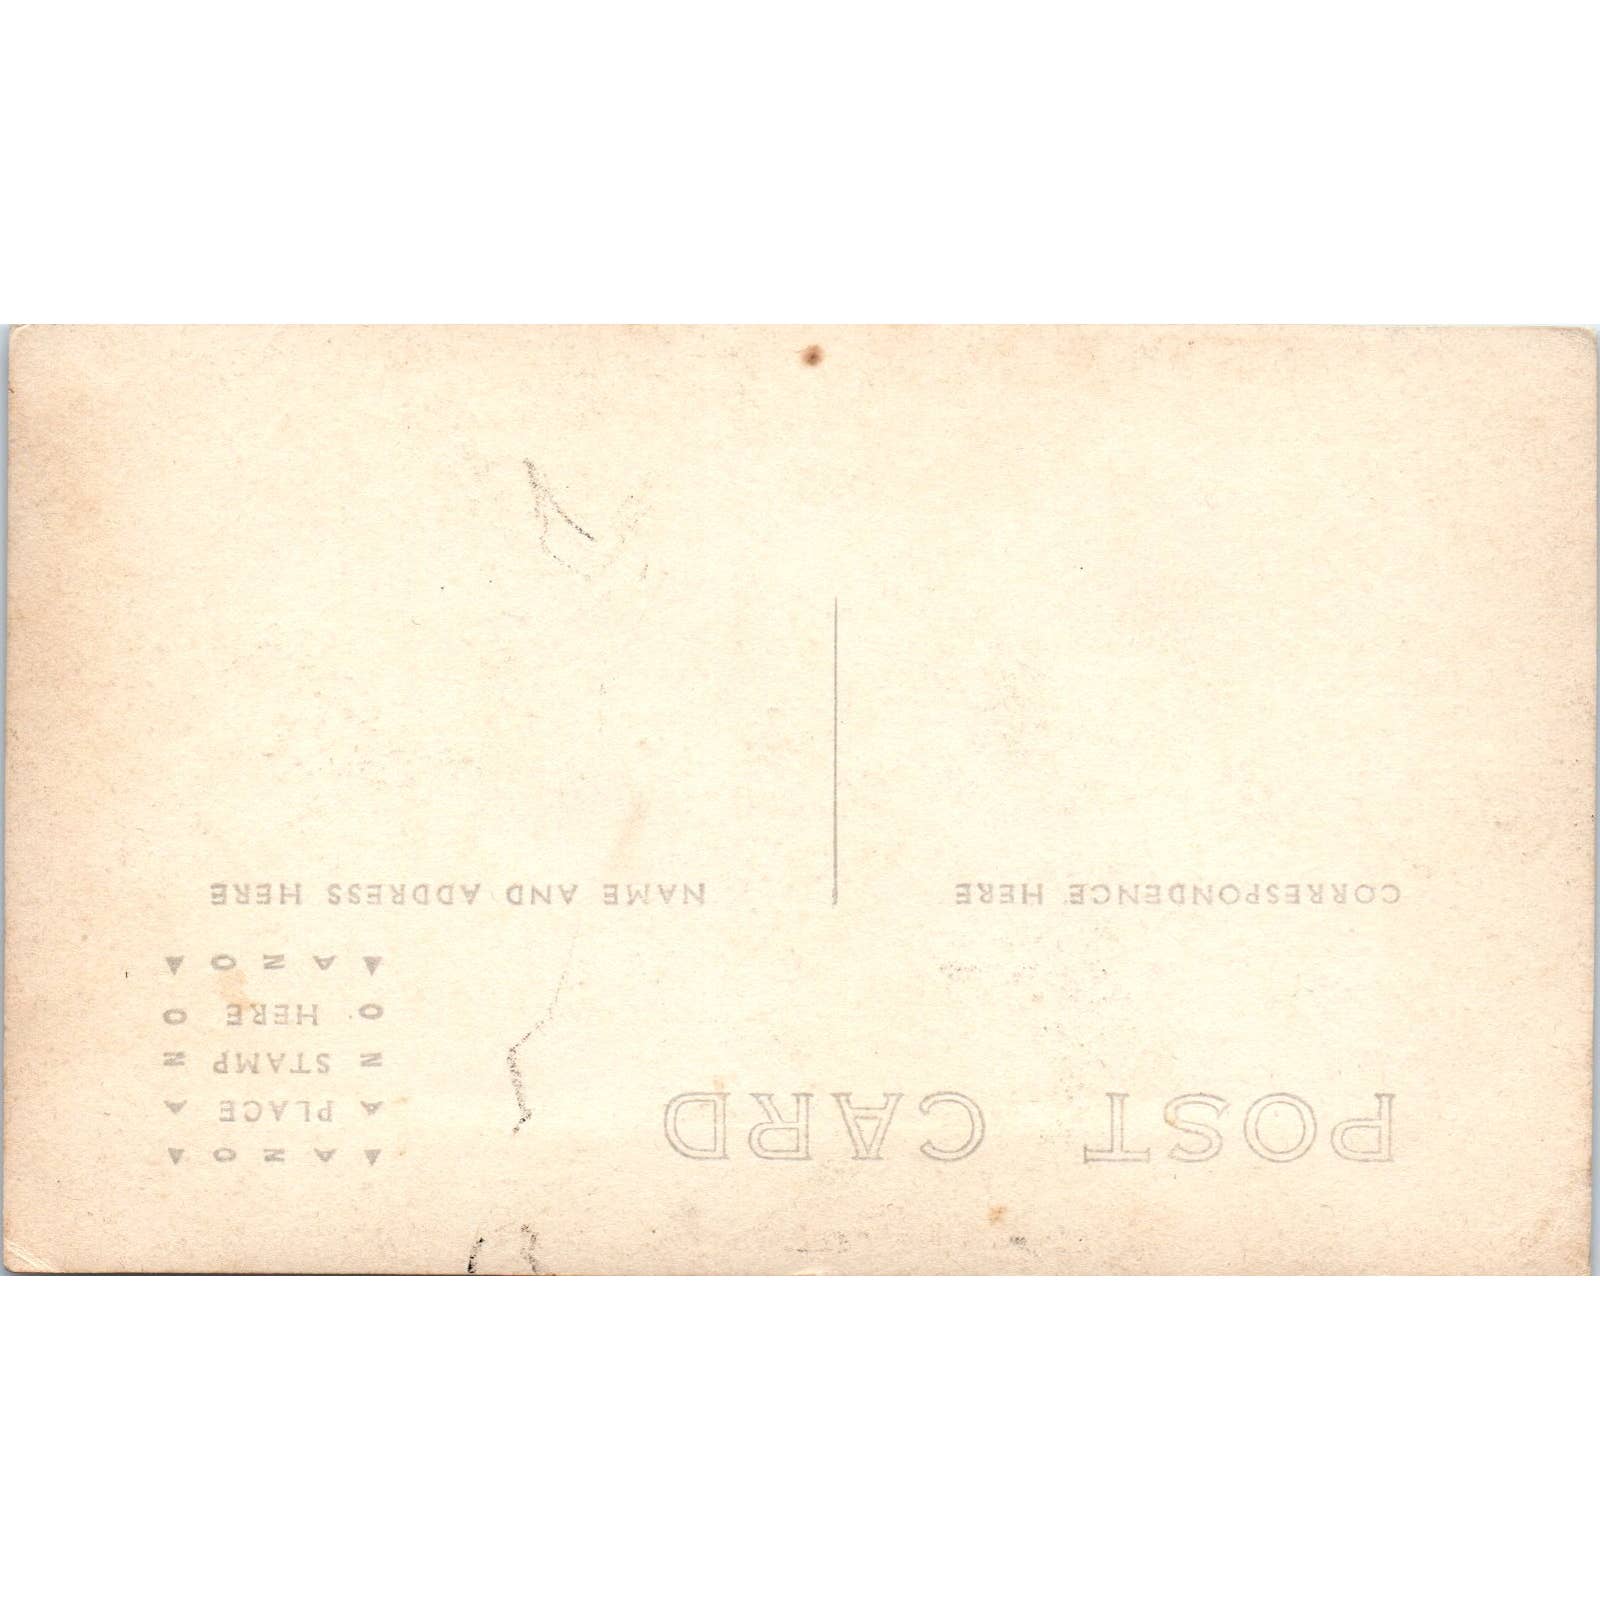 POST CARD
▲ A Z O ▲
A PLACE A
Z STAMP Z
O HERE O
▲ A Z O ▲
CORRESPONDENCE HERE
NAME AND ADDRESS HERE